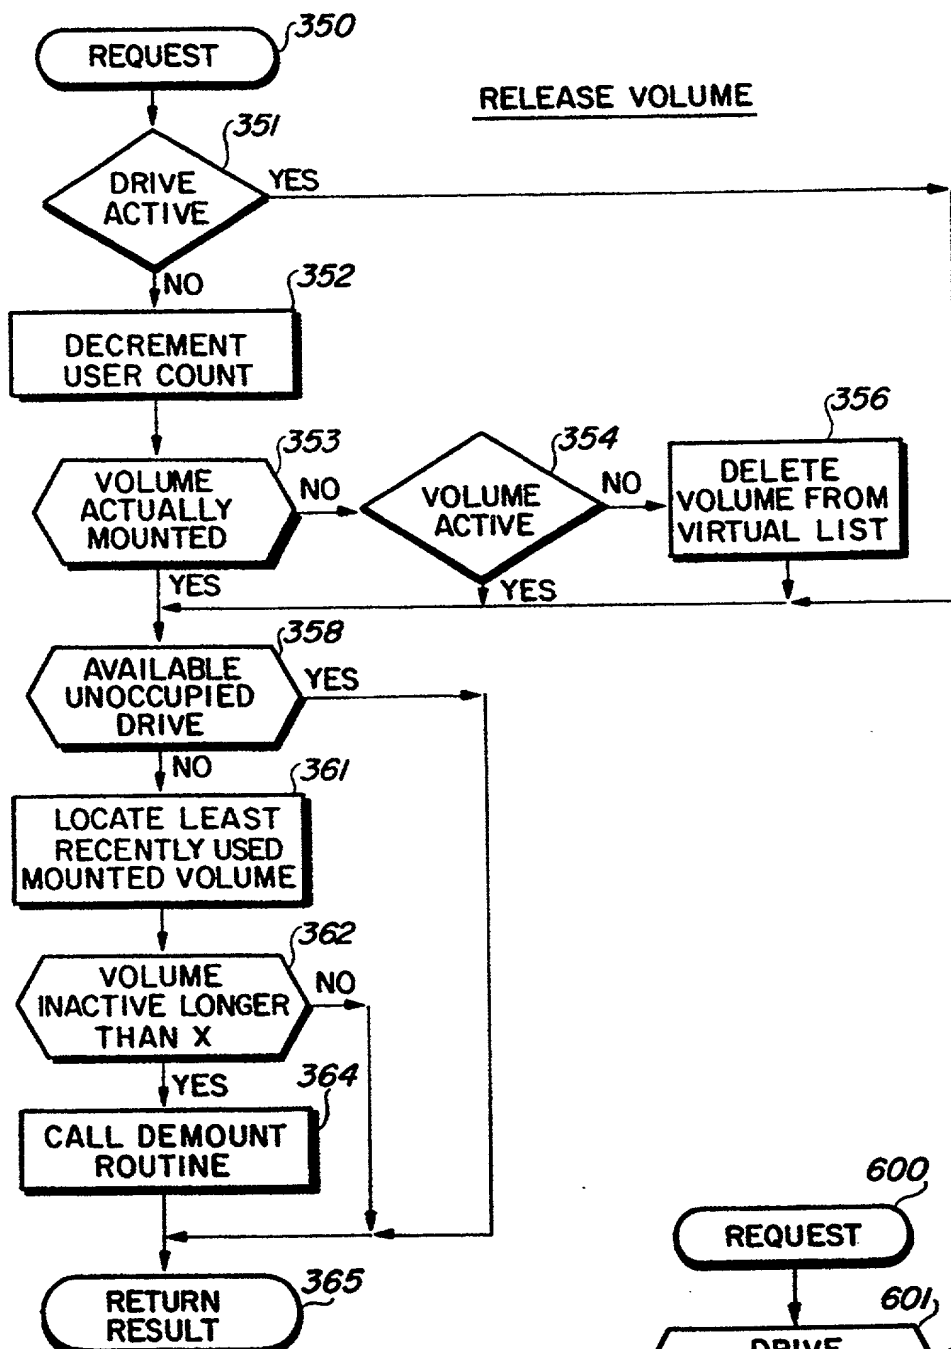 350
REQUEST
RELEASE VOLUME
351
DRIVE
ACTIVE
YES
NO
352
DECREMENT
USER COUNT
353
VOLUME
ACTUALLY
MOUNTED
NO
354
VOLUME
ACTIVE
NO
356
DELETE
VOLUME FROM
VIRTUAL LIST
YES
YES
358
AVAILABLE
UNOCCUPIED
DRIVE
YES
NO
361
LOCATE LEAST
RECENTLY USED
MOUNTED VOLUME
362
VOLUME
INACTIVE LONGER
THAN X
NO
YES
364
CALL DEMOUNT
ROUTINE
365
RETURN
RESULT
600
REQUEST
601
DRIVE